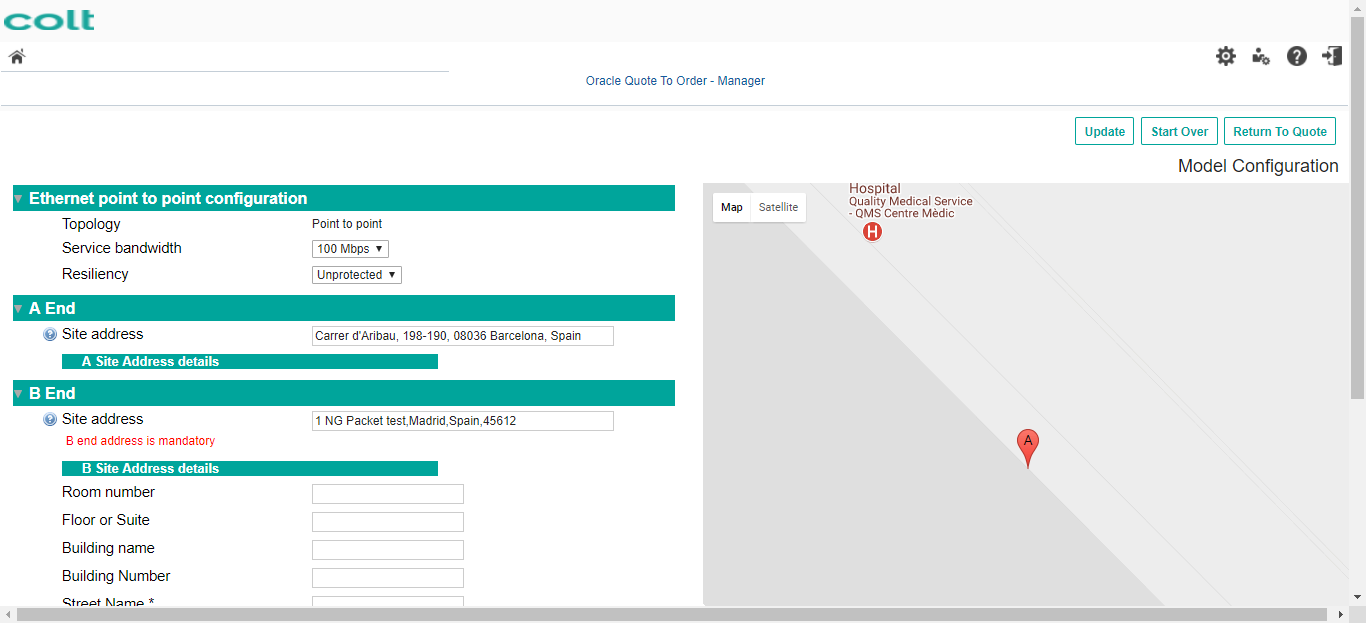 colt
Oracle Quote To Order - Manager
Update
Start Over
Return To Quote
Model Configuration
Ethernet point to point configuration
Topology
Point to point
Service bandwidth
100 Mbps
Resiliency
Unprotected
A End
Site address
Carrer d'Aribau, 198-190, 08036 Barcelona, Spain
A Site Address details
B End
Site address
1 NG Packet test,Madrid,Spain,45612
B end address is mandatory
B Site Address details
Room number
Floor or Suite
Building name
Building Number
Street Name *
Map
Satellite
Hospital
Quality Medical Service
- QMS Centre Mèdic
H
A